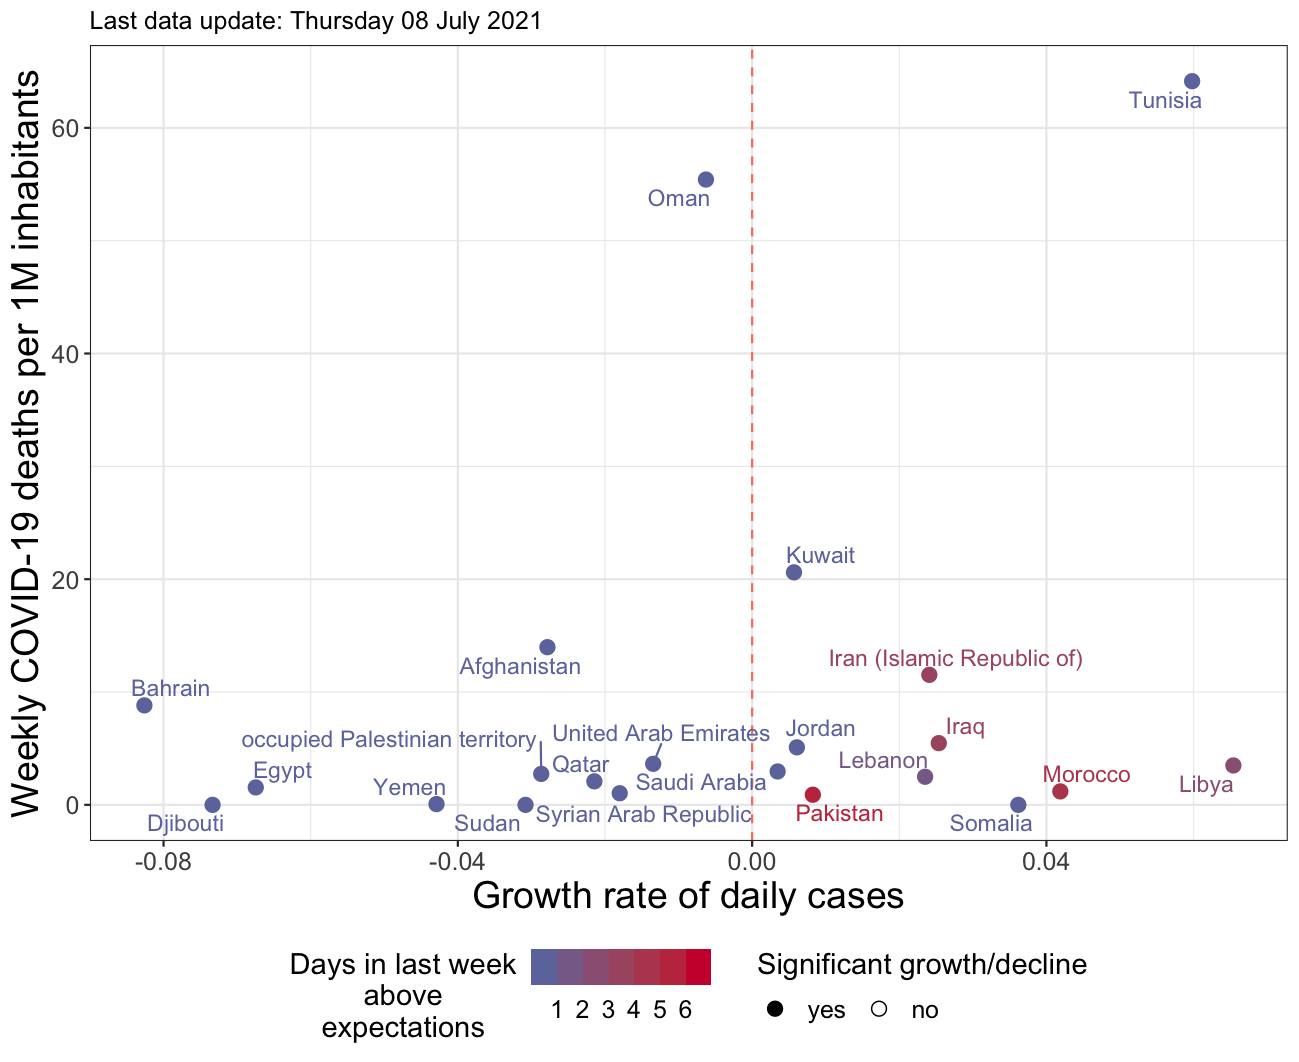 Last data update: Thursday 08 July 2021
Weekly COVID-19 deaths per 1M inhabitants
60
40
20
0
Tunisia
Oman
Kuwait
Iran (Islamic Republic of)
Afghanistan
Bahrain
occupied Palestinian territory
United Arab Emirates
Jordan
Iraq
Egypt
Qatar
Lebanon
Yemen
Saudi Arabia
Morocco
Libya
Djibouti
Sudan
Syrian Arab Republic
Pakistan
Somalia
-0.08
-0.04
0.00
0.04
Growth rate of daily cases
Days in last week
above
expectations
1 2 3 4 5 6
Significant growth/decline
yes
no